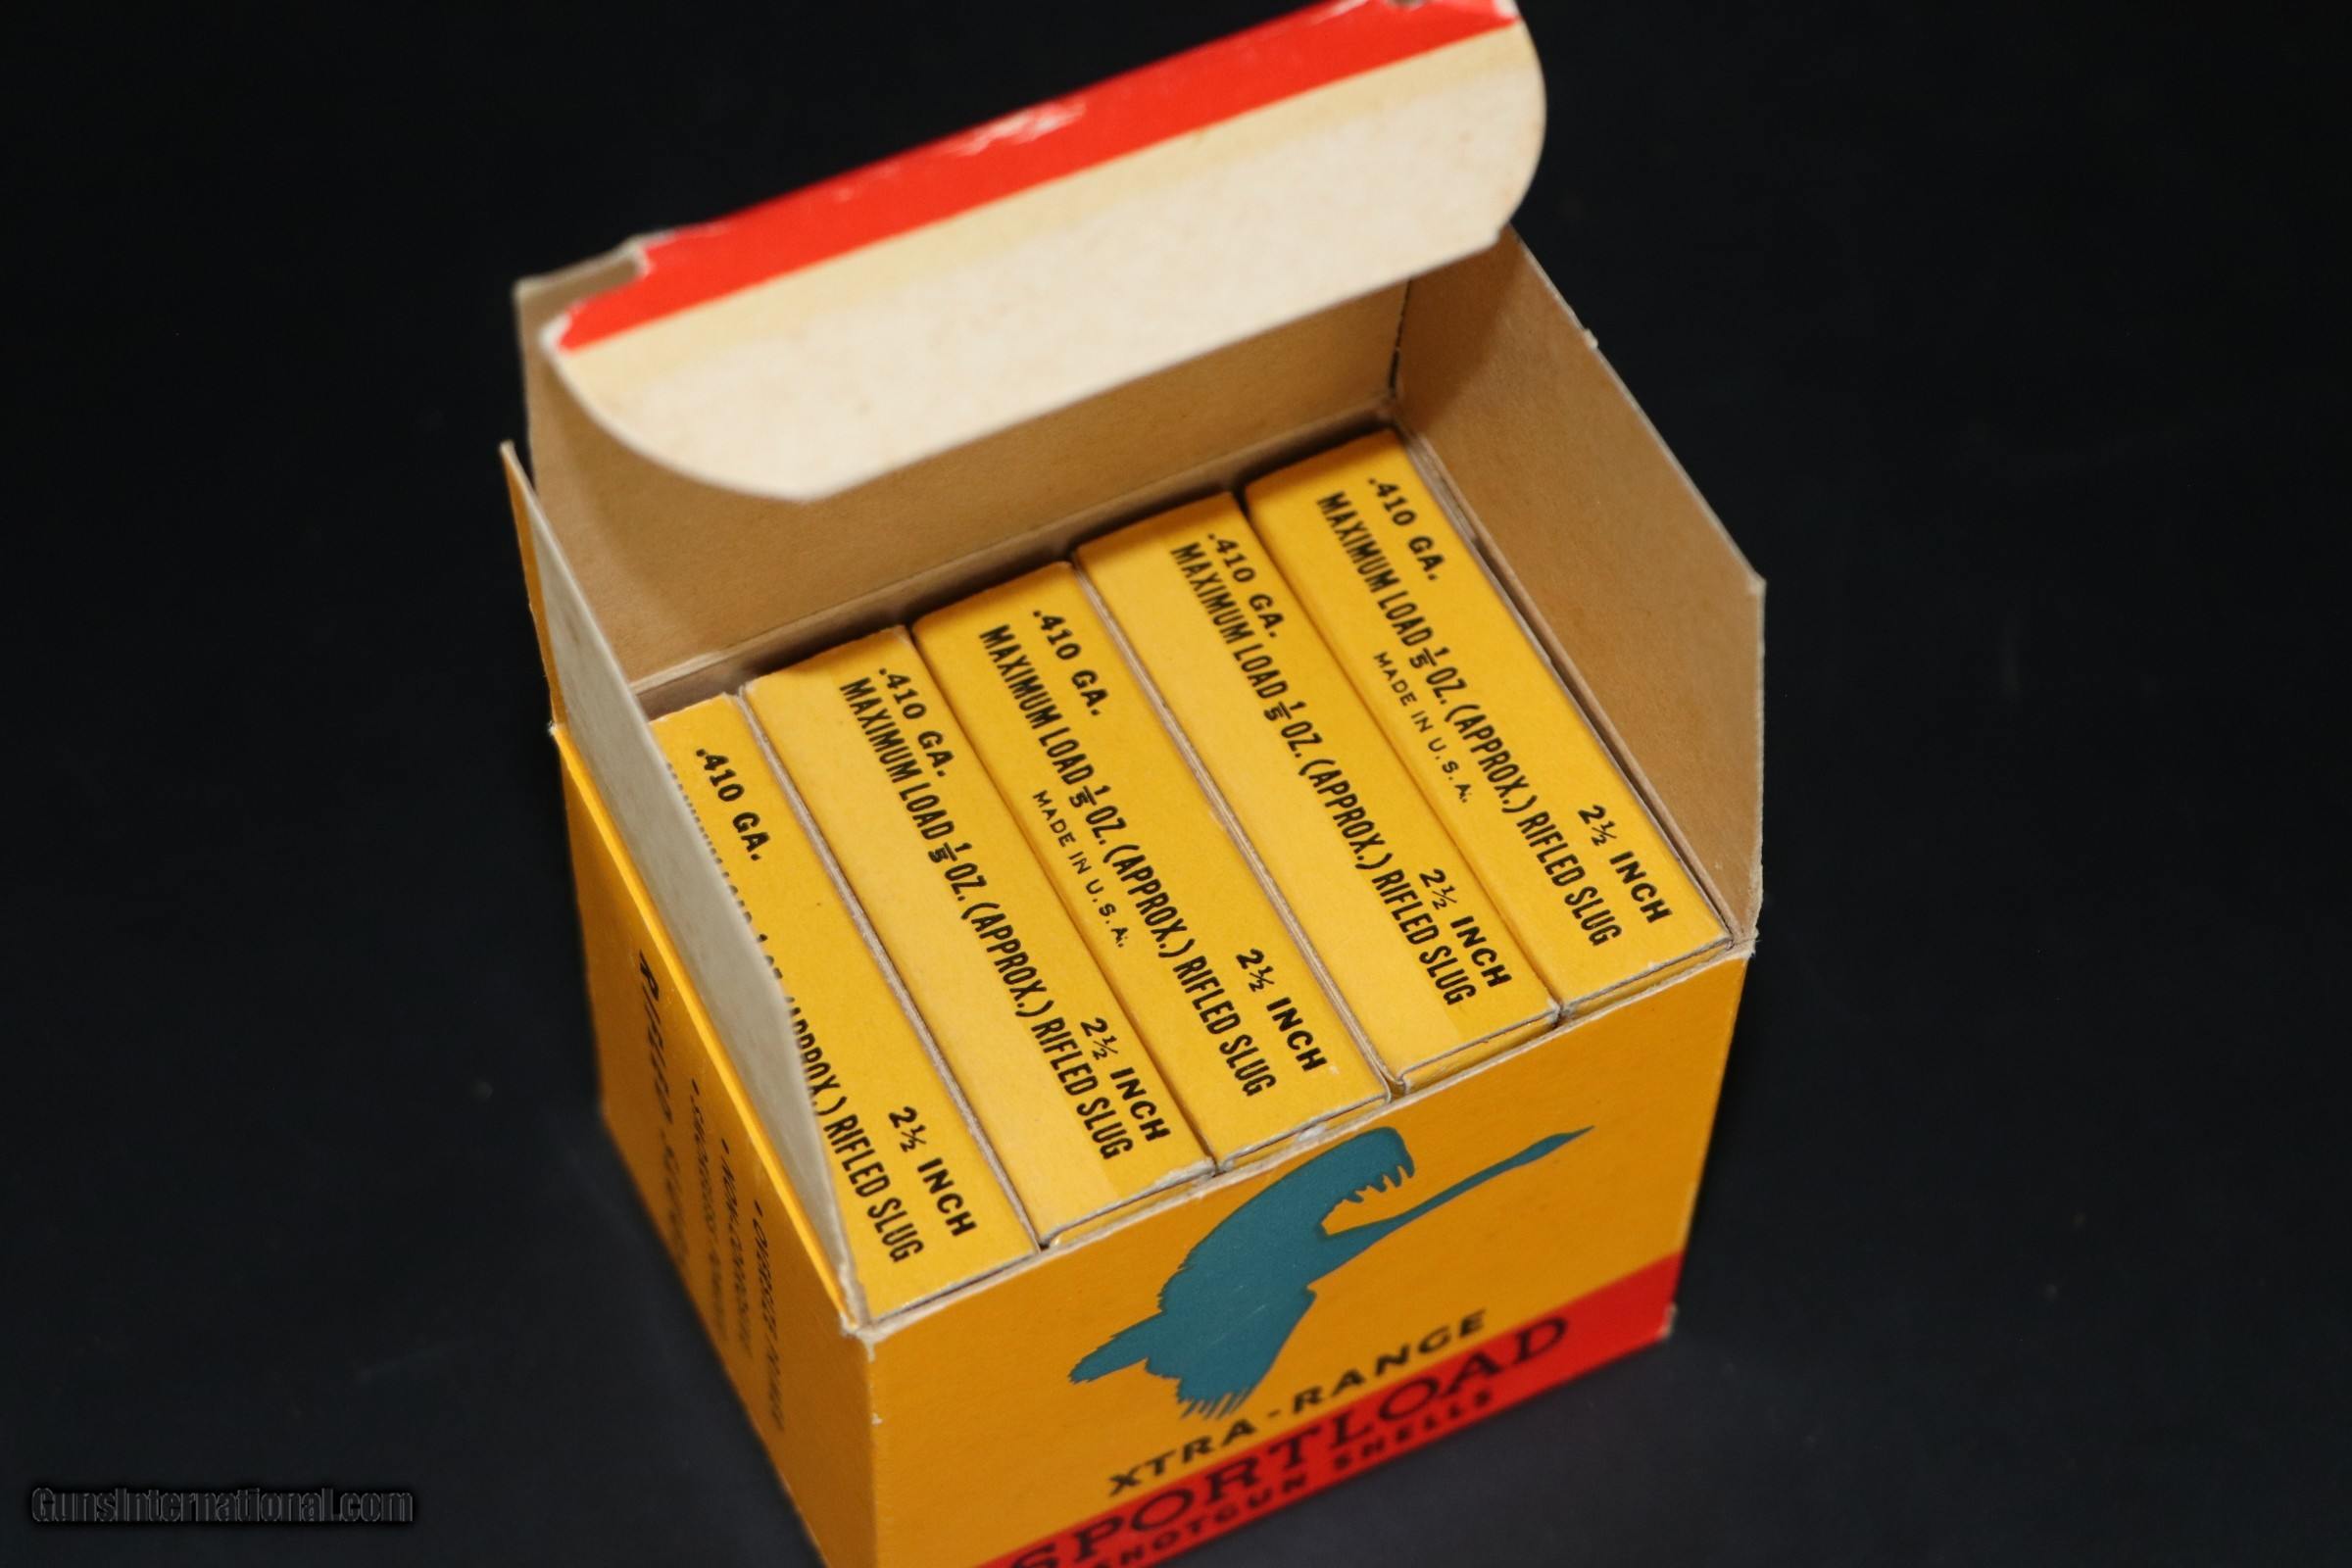 .410 GA. 2½ INCH
MAXIMUM LOAD 1/5 OZ. (APPROX.) RIFLED SLUG
MADE IN U.S.A.
.410 GA. 2½ INCH
MAXIMUM LOAD 1/5 OZ. (APPROX.) RIFLED SLUG
.410 GA. 2½ INCH
MAXIMUM LOAD 1/5 OZ. (APPROX.) RIFLED SLUG
MADE IN U.S.A.
.410 GA. 2½ INCH
MAXIMUM LOAD 1/5 OZ. (APPROX.) RIFLED SLUG
.410 GA. 2½ INCH
(APPROX.) RIFLED SLUG
XTRA-RANGE
SPORTLOAD
SHOTGUN SHELLS
GunsInternational.com